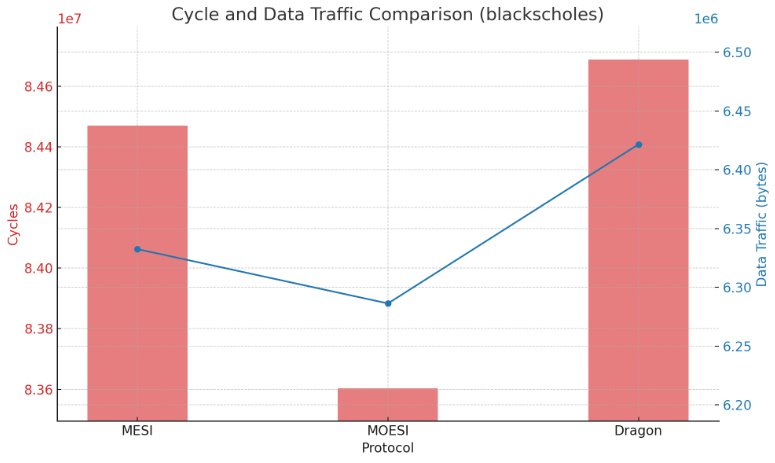 Cycle and Data Traffic Comparison (blackscholes)
1e7
1e6
8.46
8.44
8.42
8.40
8.38
8.36
Cycles
6.50
6.45
6.40
6.35
6.30
6.25
6.20
Data Traffic (bytes)
MESI
MOESI
Dragon
Protocol